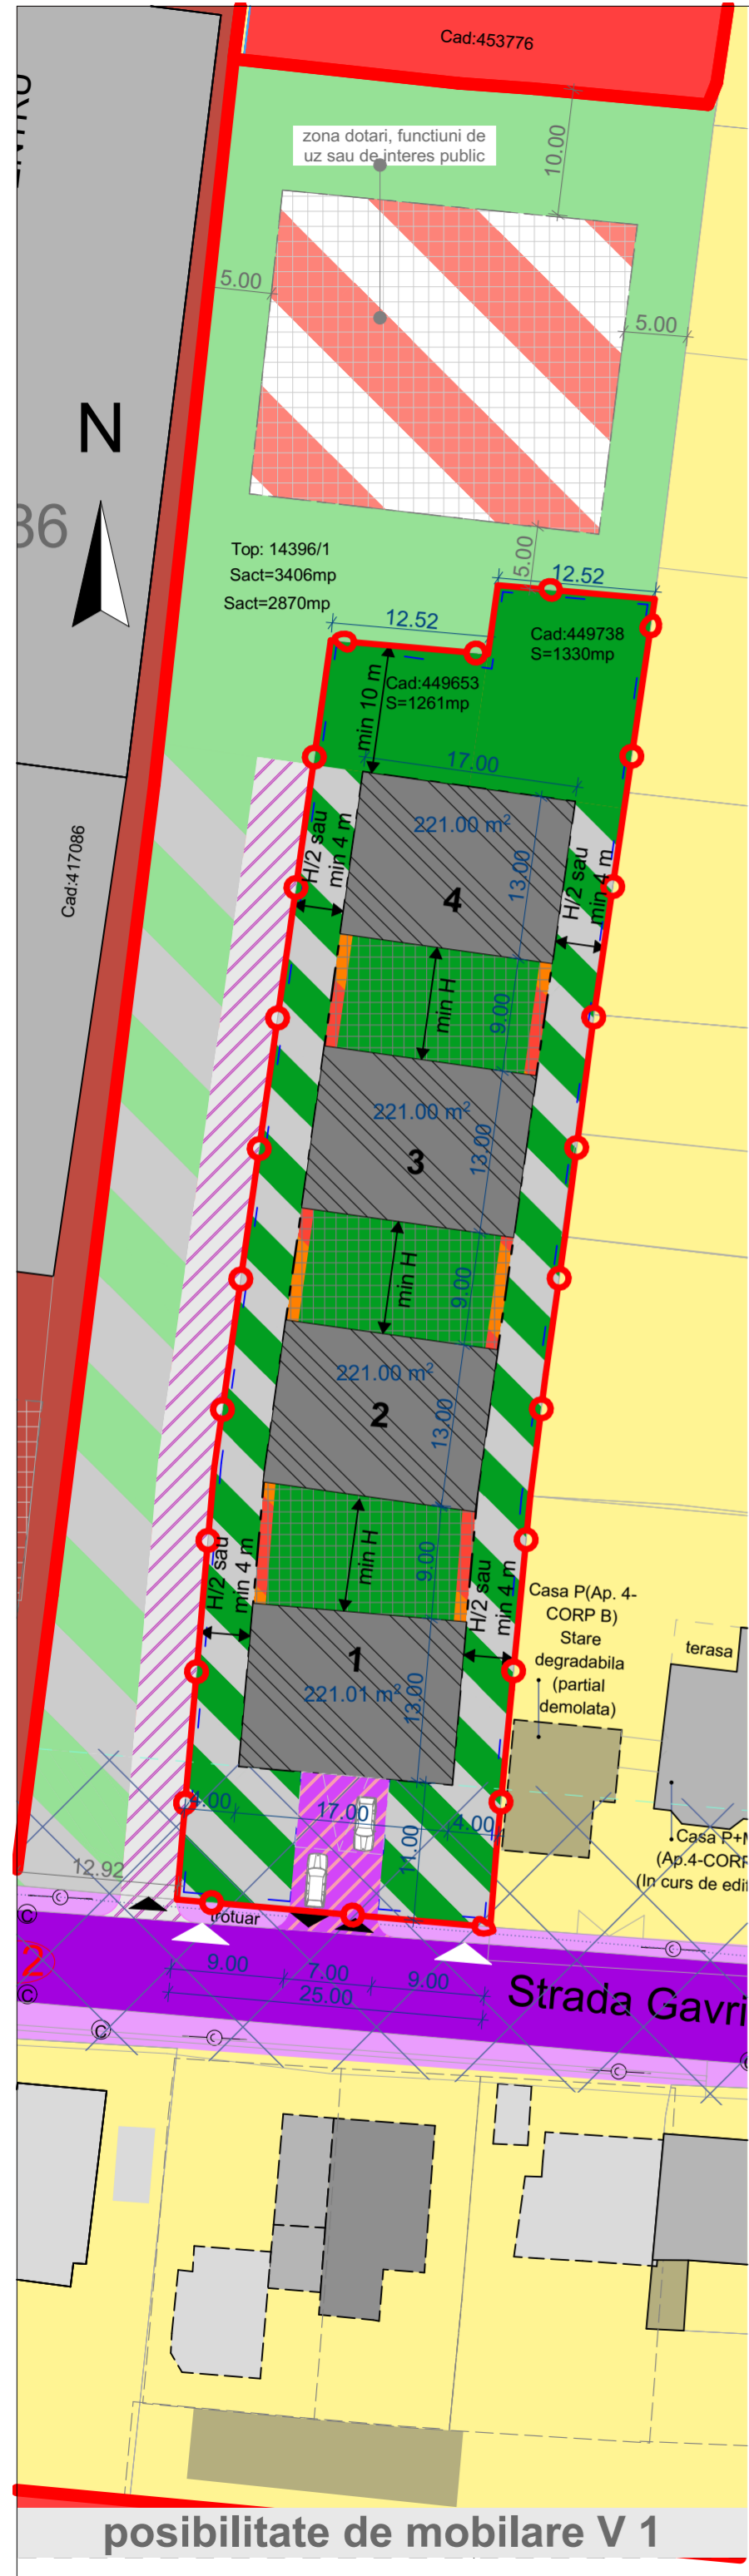 Cad:453776
zona dotari, functiuni de
uz sau de interes public
10.00
5.00
5.00
N
86
5.00
Top: 14396/1
Sact=3406mp
Sact=2870mp
12.52
12.52
Cad:449738
S=1330mp
Cad:449653
S=1261mp
min 10 m
17.00
221.00 m²
13.00
4
H/2 sau
min 4 m
H/2 sau
min 4 m
Cad:417086
min H
9.00
221.00 m²
13.00
3
min H
9.00
221.00 m²
2
13.00
min H
9.00
H/2 sau
min 4 m
H/2 sau
min 4 m
Casa P(Ap. 4-
CORP B)
Stare
degradabila
(partial
demolata)
terasa
1
221.01 m²
13.00
4.00
17.00
4.00
11.00
Casa P+M
(Ap.4-CORP
(In curs de edif
12.92
trotuar
2
9.00
7.00
9.00
25.00
Strada Gavri
posibilitate de mobilare V 1